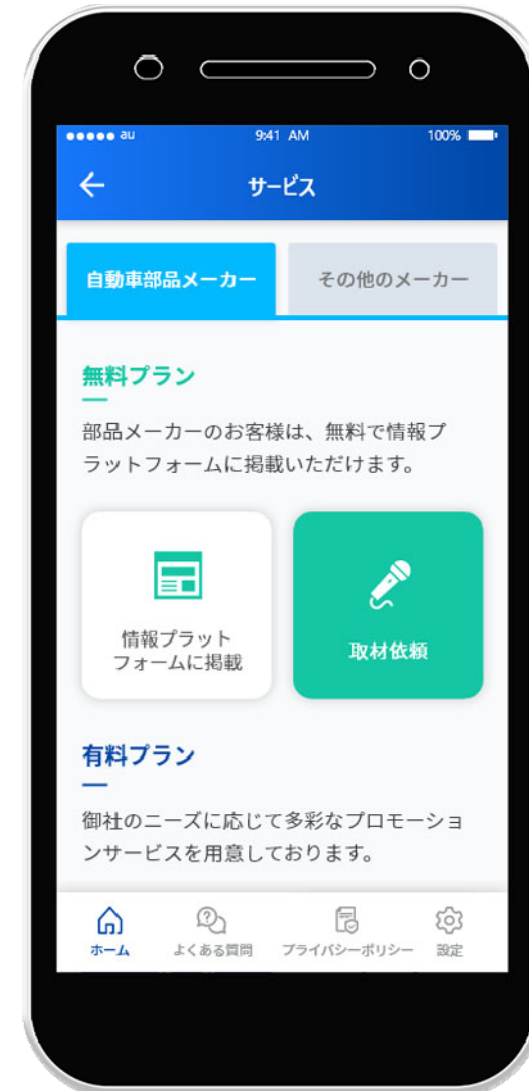 au 9:41 AM 100%
サービス
自動車部品メーカー その他のメーカー
無料プラン
部品メーカーのお客様は、無料で情報プ
ラットフォームに掲載いただけます。
情報プラット
フォームに掲載
取材依頼
有料プラン
御社のニーズに応じて多彩なプロモーショ
ンサービスを用意しております。
ホーム よくある質問 プライバシーポリシー 設定